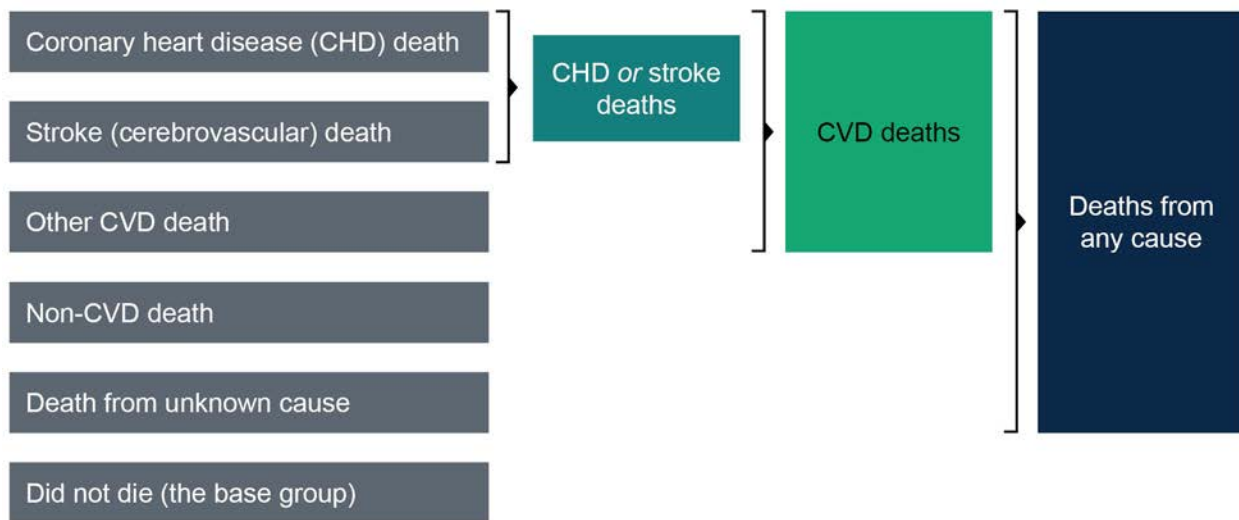 Coronary heart disease (CHD) death
Stroke (cerebrovascular) death
Other CVD death
Non-CVD death
Death from unknown cause
Did not die (the base group)
CHD or stroke
deaths
CVD deaths
Deaths from
any cause